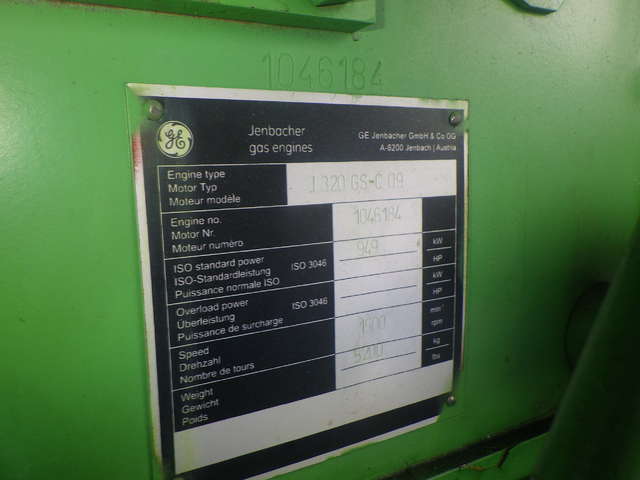 1046184
GE
Jenbacher
gas engines
GE Jenbacher GmbH & Co OG
A-6200 Jenbach | Austria
Engine type
Motor Typ
Moteur modèle
J 320 GS-C 09
Engine no.
Motor Nr.
Moteur numéro
1046184
ISO standard power
ISO-Standardleistung
Puissance normale ISO
ISO 3046
949
kW
HP
Overload power
Überleistung
Puissance de surcharge
ISO 3046
kW
HP
Speed
Drehzahl
Nombre de tours
min
rpm
Weight
Gewicht
Poids
5200
kg
lbs